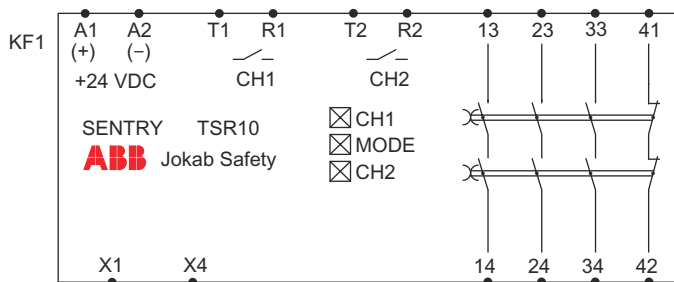 KF1
A1 A2 T1 R1 T2 R2 13 23 33 41
(+) (−)
+24 VDC CH1 CH2
SENTRY TSR10
ABB Jokab Safety
CH1
MODE
CH2
X1 X4 14 24 34 42